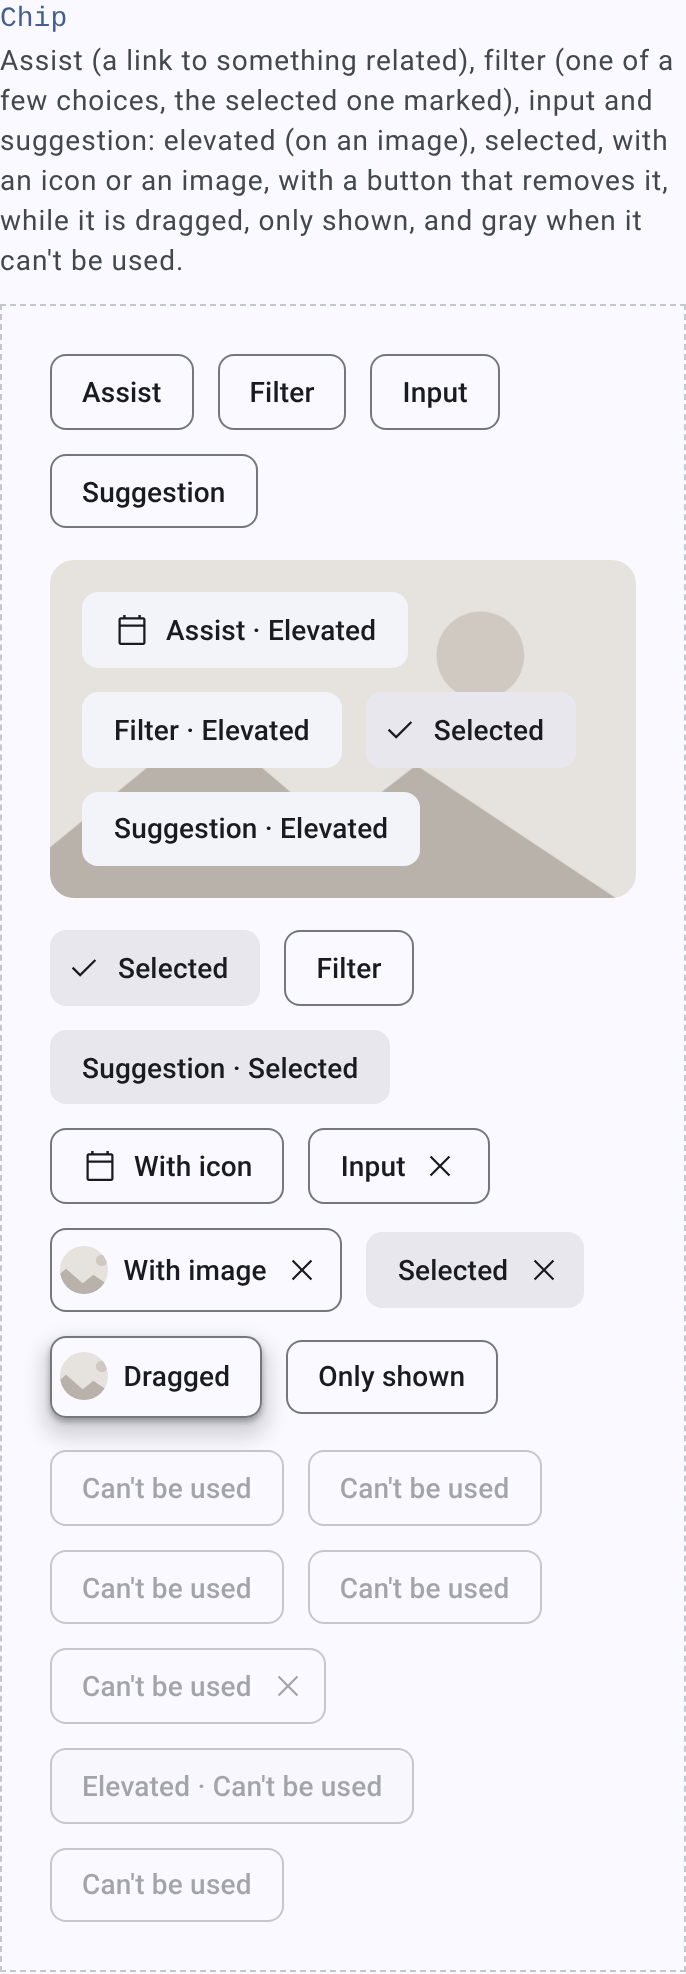 Chip
Assist (a link to something related), filter (one of a
few choices, the selected one marked), input and
suggestion: elevated (on an image), selected, with
an icon or an image, with a button that removes it,
while it is dragged, only shown, and gray when it
can't be used.
Assist Filter Input
Suggestion
Assist · Elevated
Filter · Elevated Selected
Suggestion · Elevated
Selected Filter
Suggestion · Selected
With icon Input
With image Selected
Dragged Only shown
Can't be used Can't be used
Can't be used Can't be used
Can't be used
Elevated · Can't be used
Can't be used